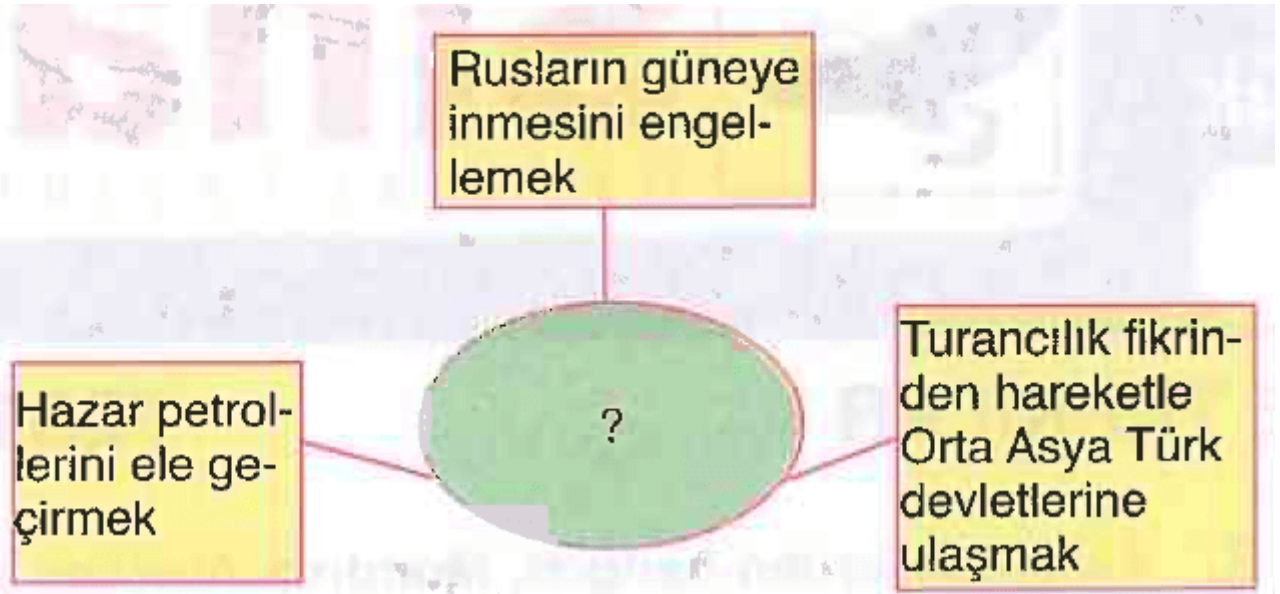 Rusların güneye
inmesini engel-
lemek
Hazar petrol-
lerini ele ge-
çirmek
?
Turancılık fikrin-
den hareketle
Orta Asya Türk
devletlerine
ulaşmak